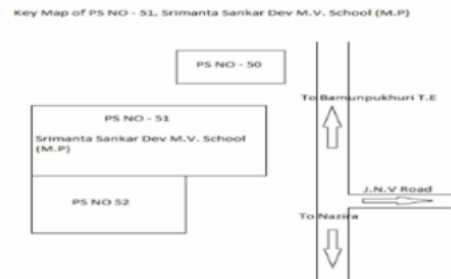 Key Map of PS NO - 51, Srimanta Sankar Dev M.V. School (M.P)
PS NO - 50
To Bamunpukhuri T.E
PS NO - 51
Srimanta Sankar Dev M.V. School
(M.P)
J.N.V Road
PS NO 52
To Nazira